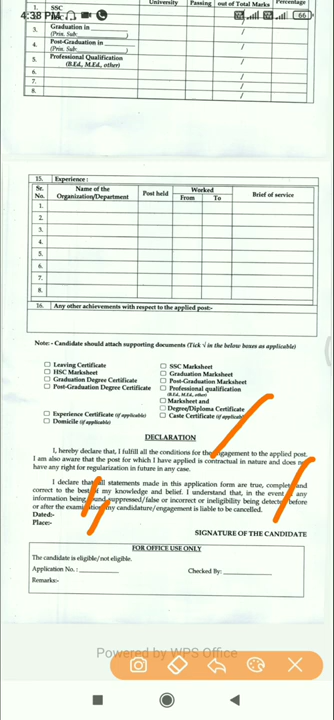 University Passing out of Total Marks Percentage
1. SSC
4:38 PM 66
3. Graduation in
(Prin. Sub:
4. Post-Graduation in
(Prin. Sub:
5. Professional Qualification
(B.Ed, M.Ed, other)
6.
7.
8.
/
/
/
/
/
/
15. Experience :
Sr. No. Name of the Organization/Department Post held Worked From To Brief of service
1.
2.
3.
4.
5.
6.
7.
8.
16. Any other achievements with respect to the applied post:-
Note: - Candidate should attach supporting documents (Tick √ in the below boxes as applicable)
☐ Leaving Certificate ☐ SSC Marksheet
☐ HSC Marksheet ☐ Graduation Marksheet
☐ Graduation Degree Certificate ☐ Post-Graduation Marksheet
☐ Post-Graduation Degree Certificate ☐ Professional qualification
(B.Ed, M.Ed, other)
☐ Marksheet and
☐ Degree/Diploma Certificate
☐ Experience Certificate (if applicable) ☐ Caste Certificate (if applicable)
☐ Domicile (if applicable)
DECLARATION
I, hereby declare that, I fulfill all the conditions for the engagement to the applied post.
I am also aware that the post for which I have applied is contractual in nature and does not
have any right for regularization in future in any case.
I declare that all statements made in this application form are true, complete and
correct to the best of my knowledge and belief. I understand that, in the event of any
information being found suppressed/false or incorrect or ineligibility being detected before
or after the examination my candidature/engagement is liable to be cancelled.
Dated:-
Place:-
SIGNATURE OF THE CANDIDATE
FOR OFFICE USE ONLY
The candidate is eligible/not eligible.
Application No. : Checked By:
Remarks:-
Powered by WPS Office